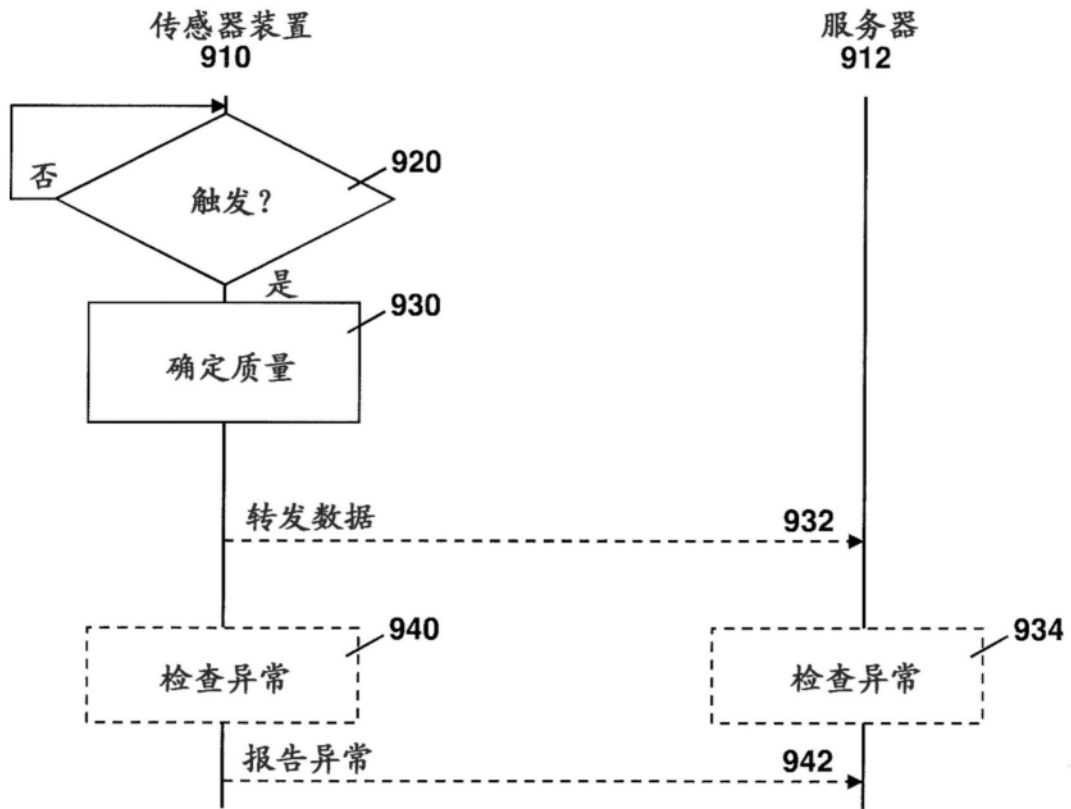 传感器装置
910
服务器
912
否
920
触发?
是
930
确定质量
转发数据
932
940
检查异常
934
检查异常
报告异常
942